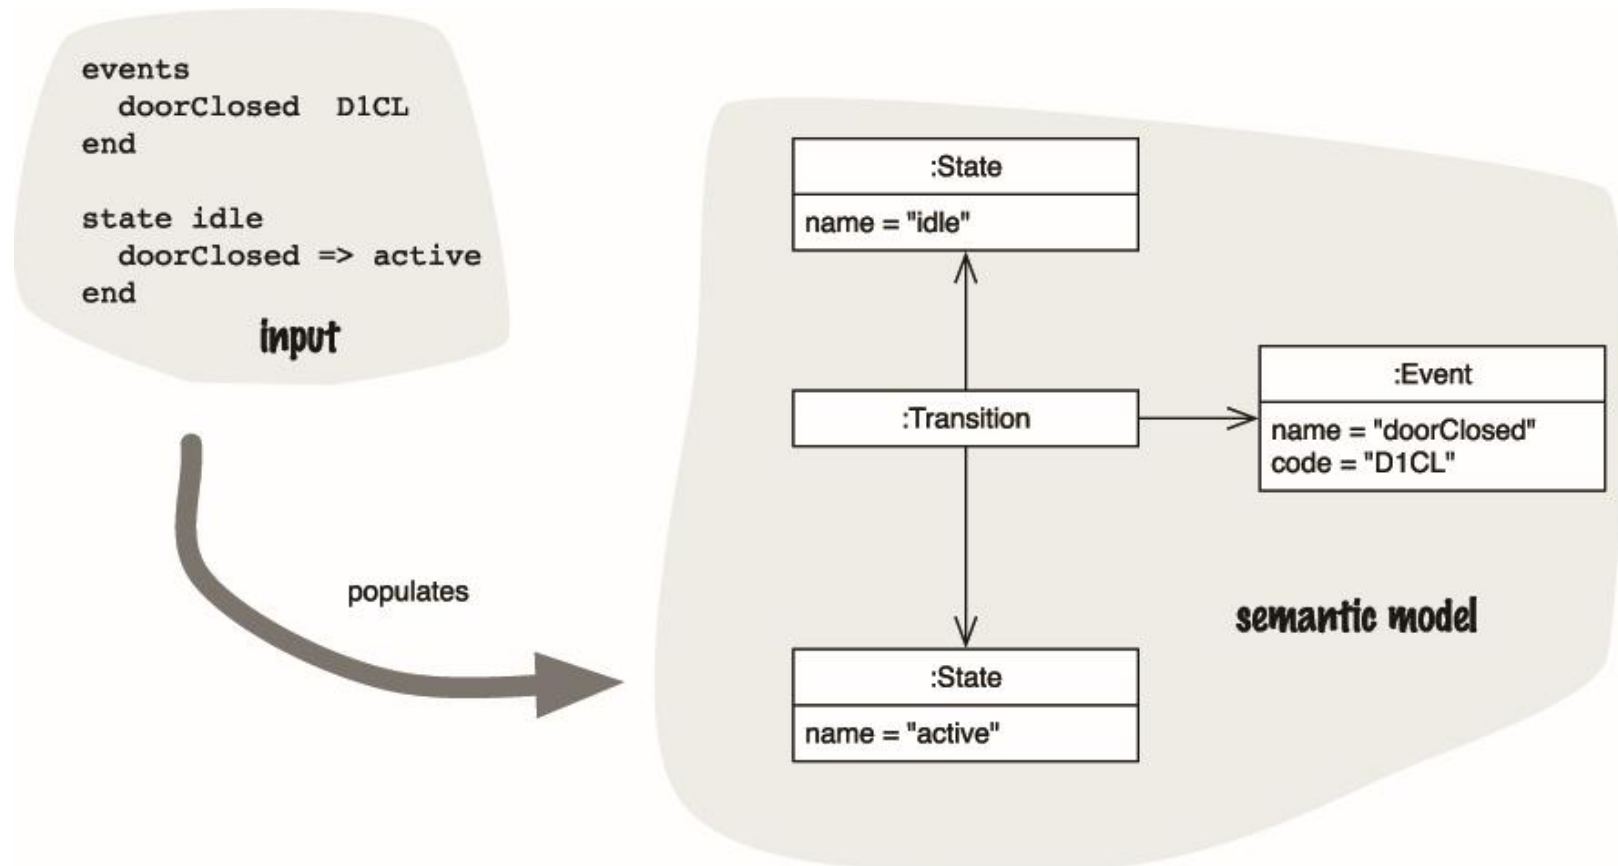 events
  doorClosed  D1CL
end
state idle
  doorClosed => active
end
input
populates
:State
name = "idle"
:Transition
:Event
name = "doorClosed"
code = "D1CL"
:State
name = "active"
semantic model